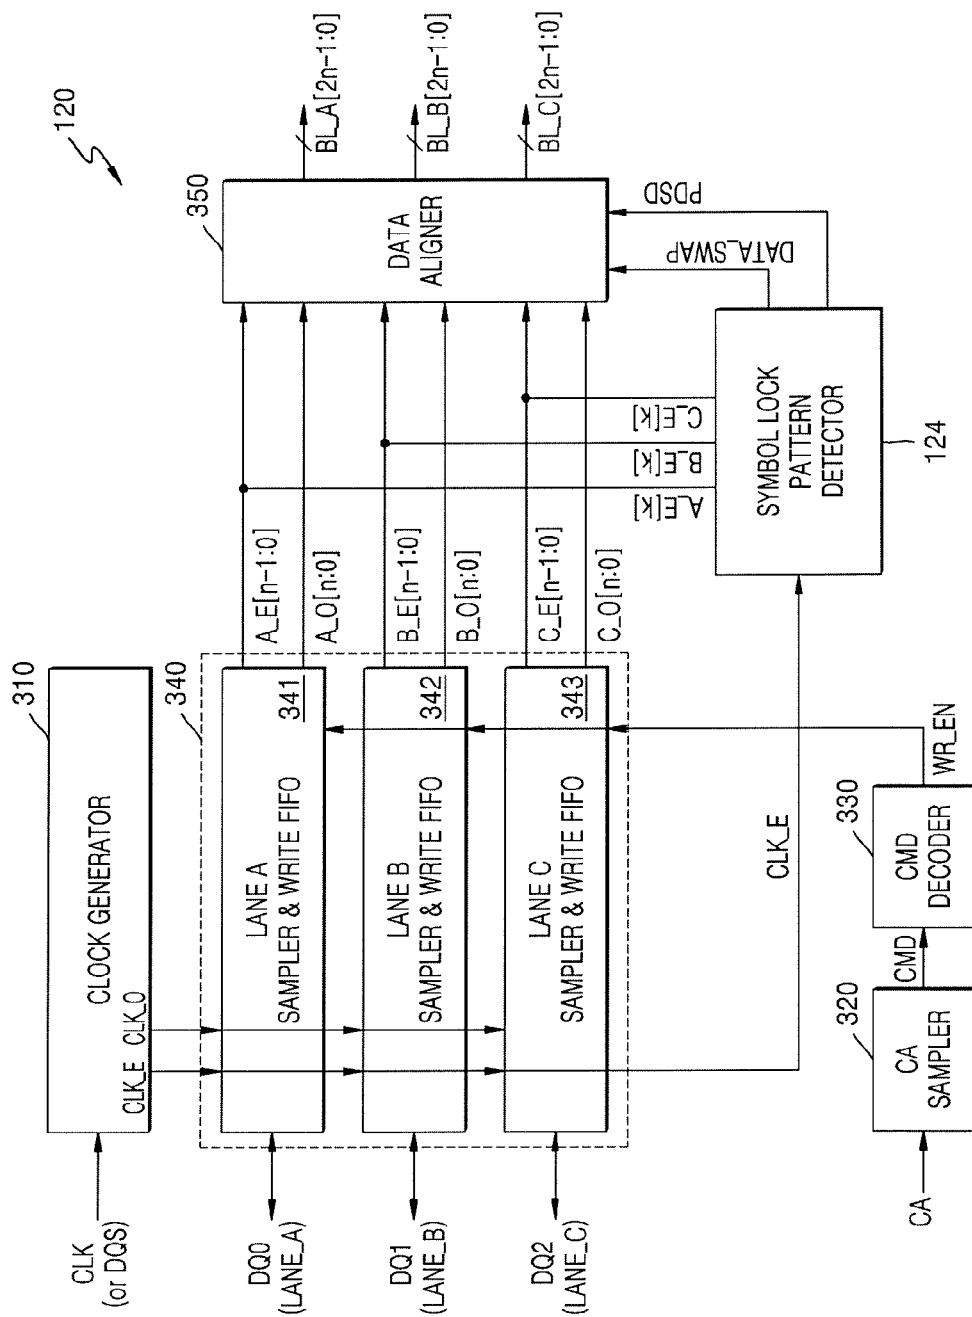 120
310
CLOCK GENERATOR
CLK_E
CLK_O
CLK
(or DQS)
340
LANE A
SAMPLER & WRITE FIFO
341
LANE B
SAMPLER & WRITE FIFO
342
LANE C
SAMPLER & WRITE FIFO
343
DQ0
(LANE_A)
DQ1
(LANE_B)
DQ2
(LANE_C)
A_E[n-1:0]
A_O[n:0]
B_E[n-1:0]
B_O[n:0]
C_E[n-1:0]
C_O[n:0]
350
DATA
ALIGNER
BL_A[2n-1:0]
BL_B[2n-1:0]
BL_C[2n-1:0]
A_E[k]
B_E[k]
C_E[k]
DATA_SWAP
PDSD
SYMBOL LOCK
PATTERN
DETECTOR
124
CLK_E
WR_EN
CA
320
CA
SAMPLER
CMD
330
CMD
DECODER